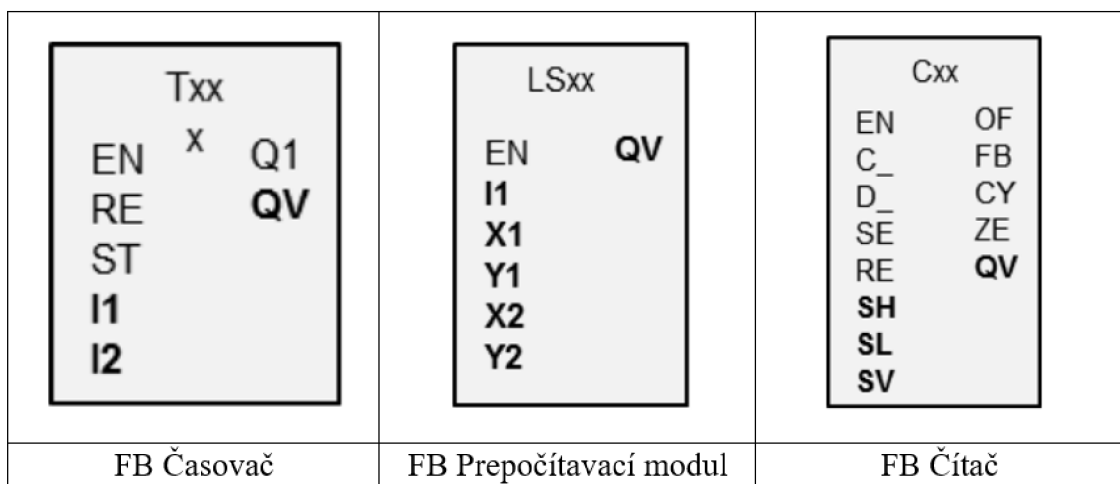 Txx
x
EN Q1
RE QV
ST
I1
I2
FB Časovač
LSxx
EN QV
I1
X1
Y1
X2
Y2
FB Prepočítavací modul
Cxx
EN OF
C_ FB
D_ CY
SE ZE
RE QV
SH
SL
SV
FB Čítač